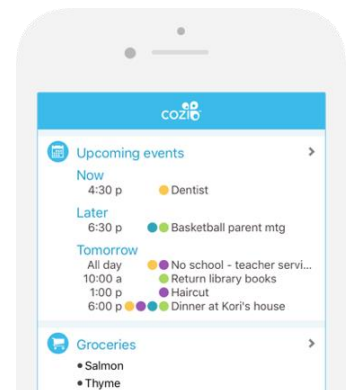 cozi
Upcoming events
Now
4:30 p Dentist
Later
6:30 p Basketball parent mtg
Tomorrow
All day No school - teacher servi...
10:00 a Return library books
1:00 p Haircut
6:00 p Dinner at Kori's house
Groceries
Salmon
Thyme